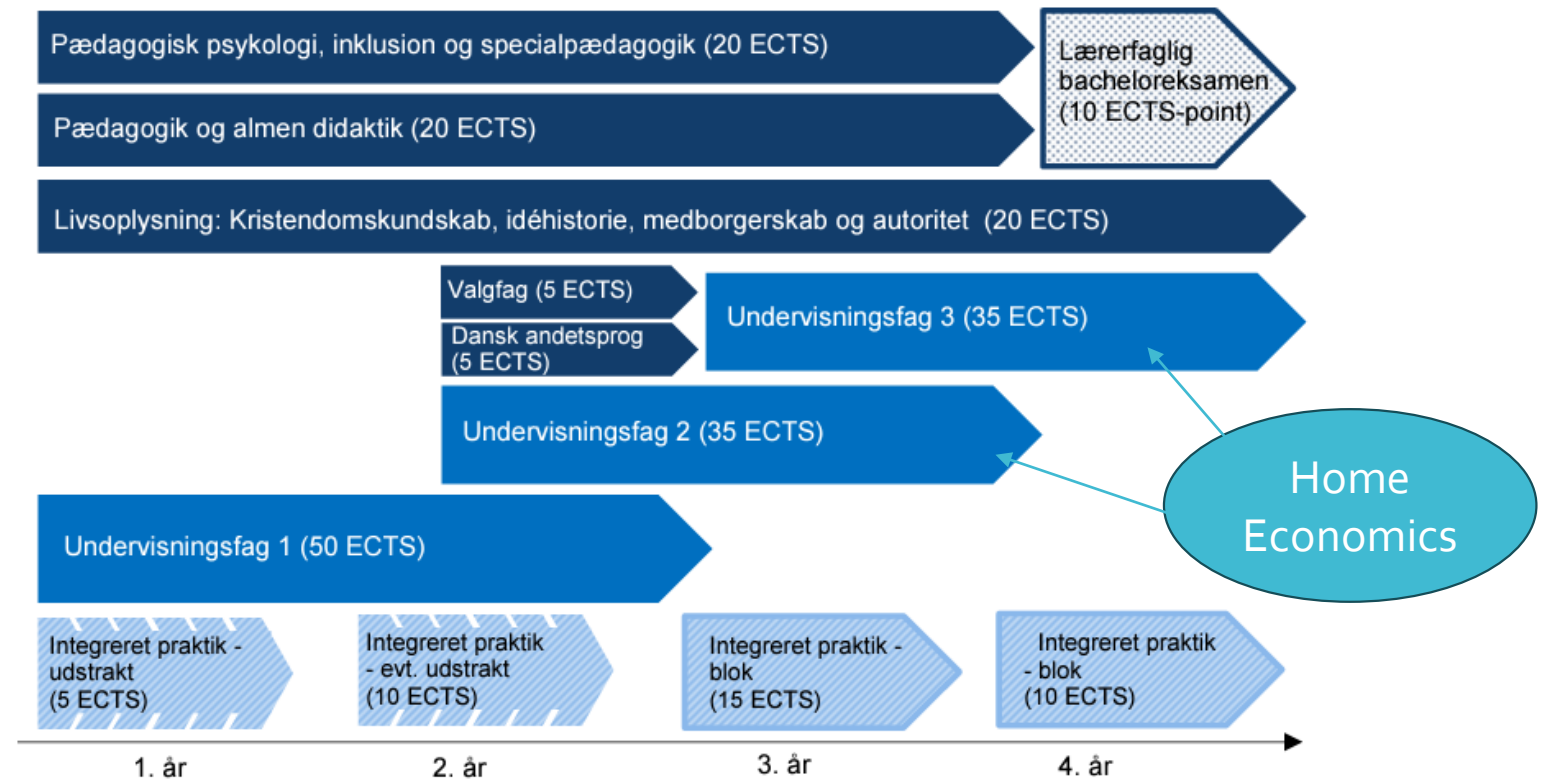 Pædagogisk psykologi, inklusion og specialpædagogik (20 ECTS)
Lærerfaglig
bacheloreksamen
(10 ECTS-point)
Pædagogik og almen didaktik (20 ECTS)
Livsoplysning: Kristendomskundskab, idéhistorie, medborgerskab og autoritet (20 ECTS)
Valgfag (5 ECTS)
Dansk andetsprog
(5 ECTS)
Undervisningsfag 3 (35 ECTS)
Undervisningsfag 2 (35 ECTS)
Home
Economics
Undervisningsfag 1 (50 ECTS)
Integreret praktik -
udstrakt
(5 ECTS)
Integreret praktik
- evt. udstrakt
(10 ECTS)
Integreret praktik -
blok
(15 ECTS)
Integreret praktik
- blok
(10 ECTS)
1. år
2. år
3. år
4. år